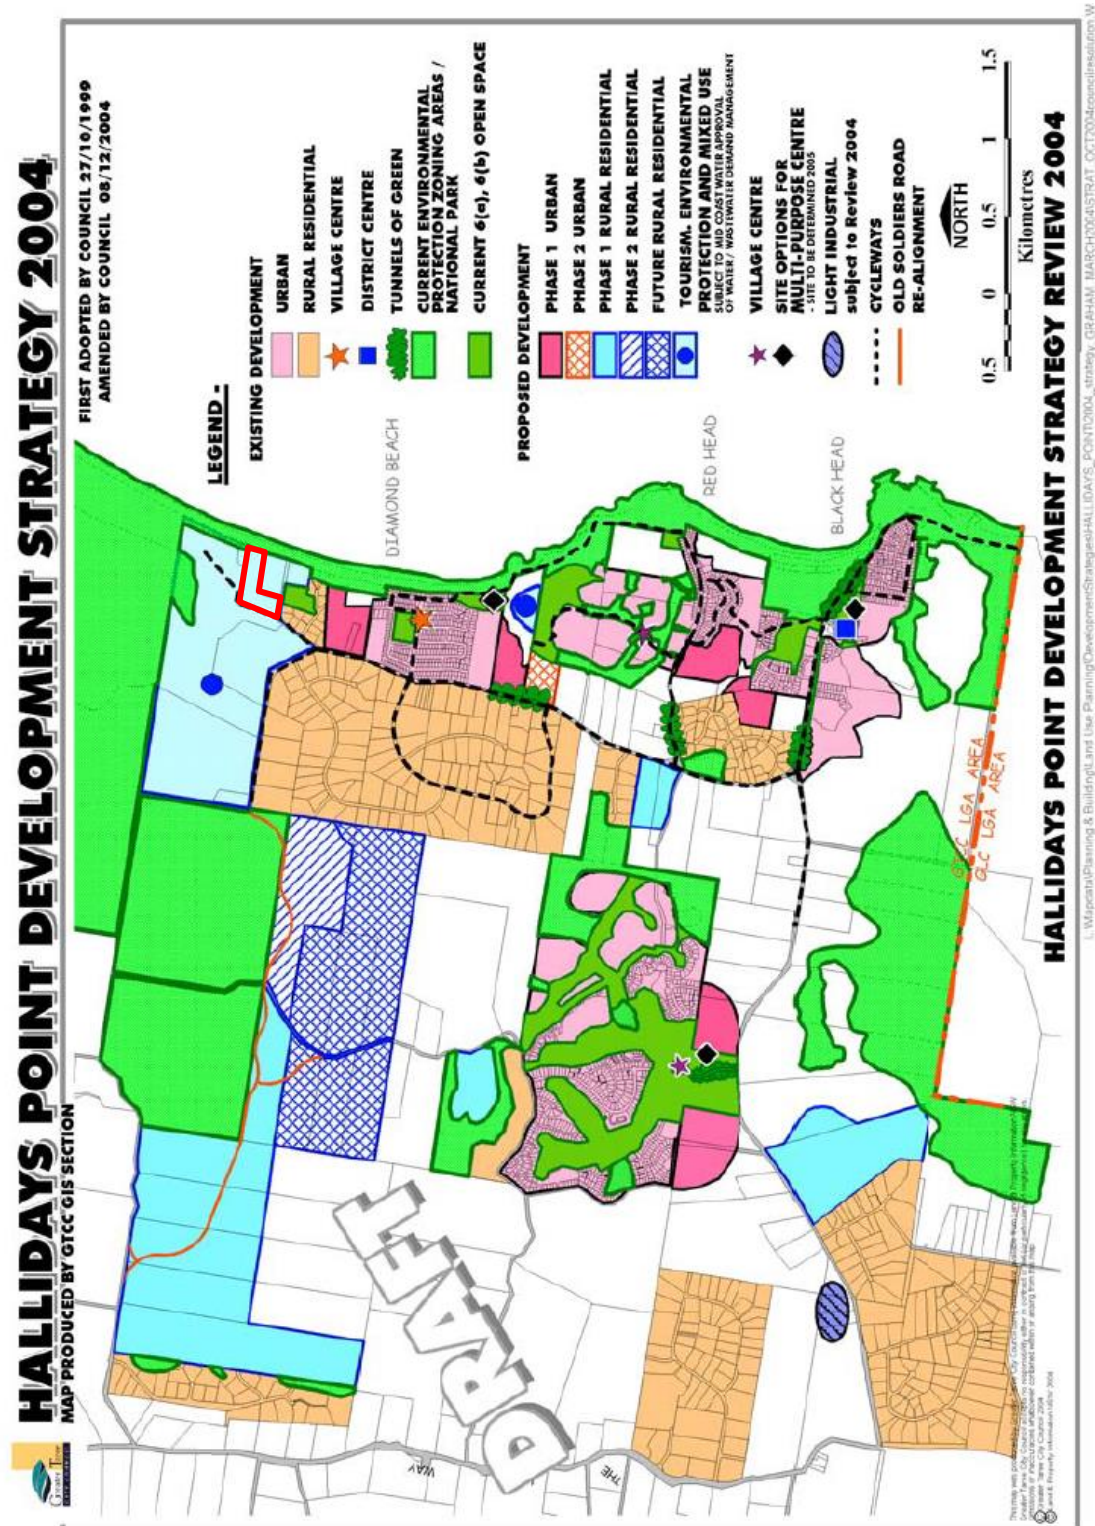 HALLIDAYS POINT DEVELOPMENT STRATEGY 2004
MAP PRODUCED BY GTCC GIS SECTION
FIRST ADOPTED BY COUNCIL 27/10/1999
AMENDED BY COUNCIL 08/12/2004
LEGEND -
EXISTING DEVELOPMENT
URBAN
RURAL RESIDENTIAL
VILLAGE CENTRE
DISTRICT CENTRE
TUNNELS OF GREEN
CURRENT ENVIRONMENTAL
PROTECTION ZONING AREAS /
NATIONAL PARK
CURRENT 6(a), 6(b) OPEN SPACE
PROPOSED DEVELOPMENT
PHASE 1 URBAN
PHASE 2 URBAN
PHASE 1 RURAL RESIDENTIAL
PHASE 2 RURAL RESIDENTIAL
FUTURE RURAL RESIDENTIAL
TOURISM. ENVIRONMENTAL
PROTECTION AND MIXED USE
SUBJECT TO MID COAST WATER APPROVAL
OF WATER / WASTEWATER DEMAND MANAGEMENT
VILLAGE CENTRE
SITE OPTIONS FOR
MULTI-PURPOSE CENTRE
- SITE TO BE DETERMINED 2005
LIGHT INDUSTRIAL
subject to Review 2004
CYCLEWAYS
OLD SOLDIERS ROAD
RE-ALIGNMENT
NORTH
0.5 0 0.5 1 1.5
Kilometres
DIAMOND BEACH
RED HEAD
BLACK HEAD
GTCC LGA AREA
GLC LGA AREA
DRAFT
THE
WAY
HALLIDAYS POINT DEVELOPMENT STRATEGY REVIEW 2004